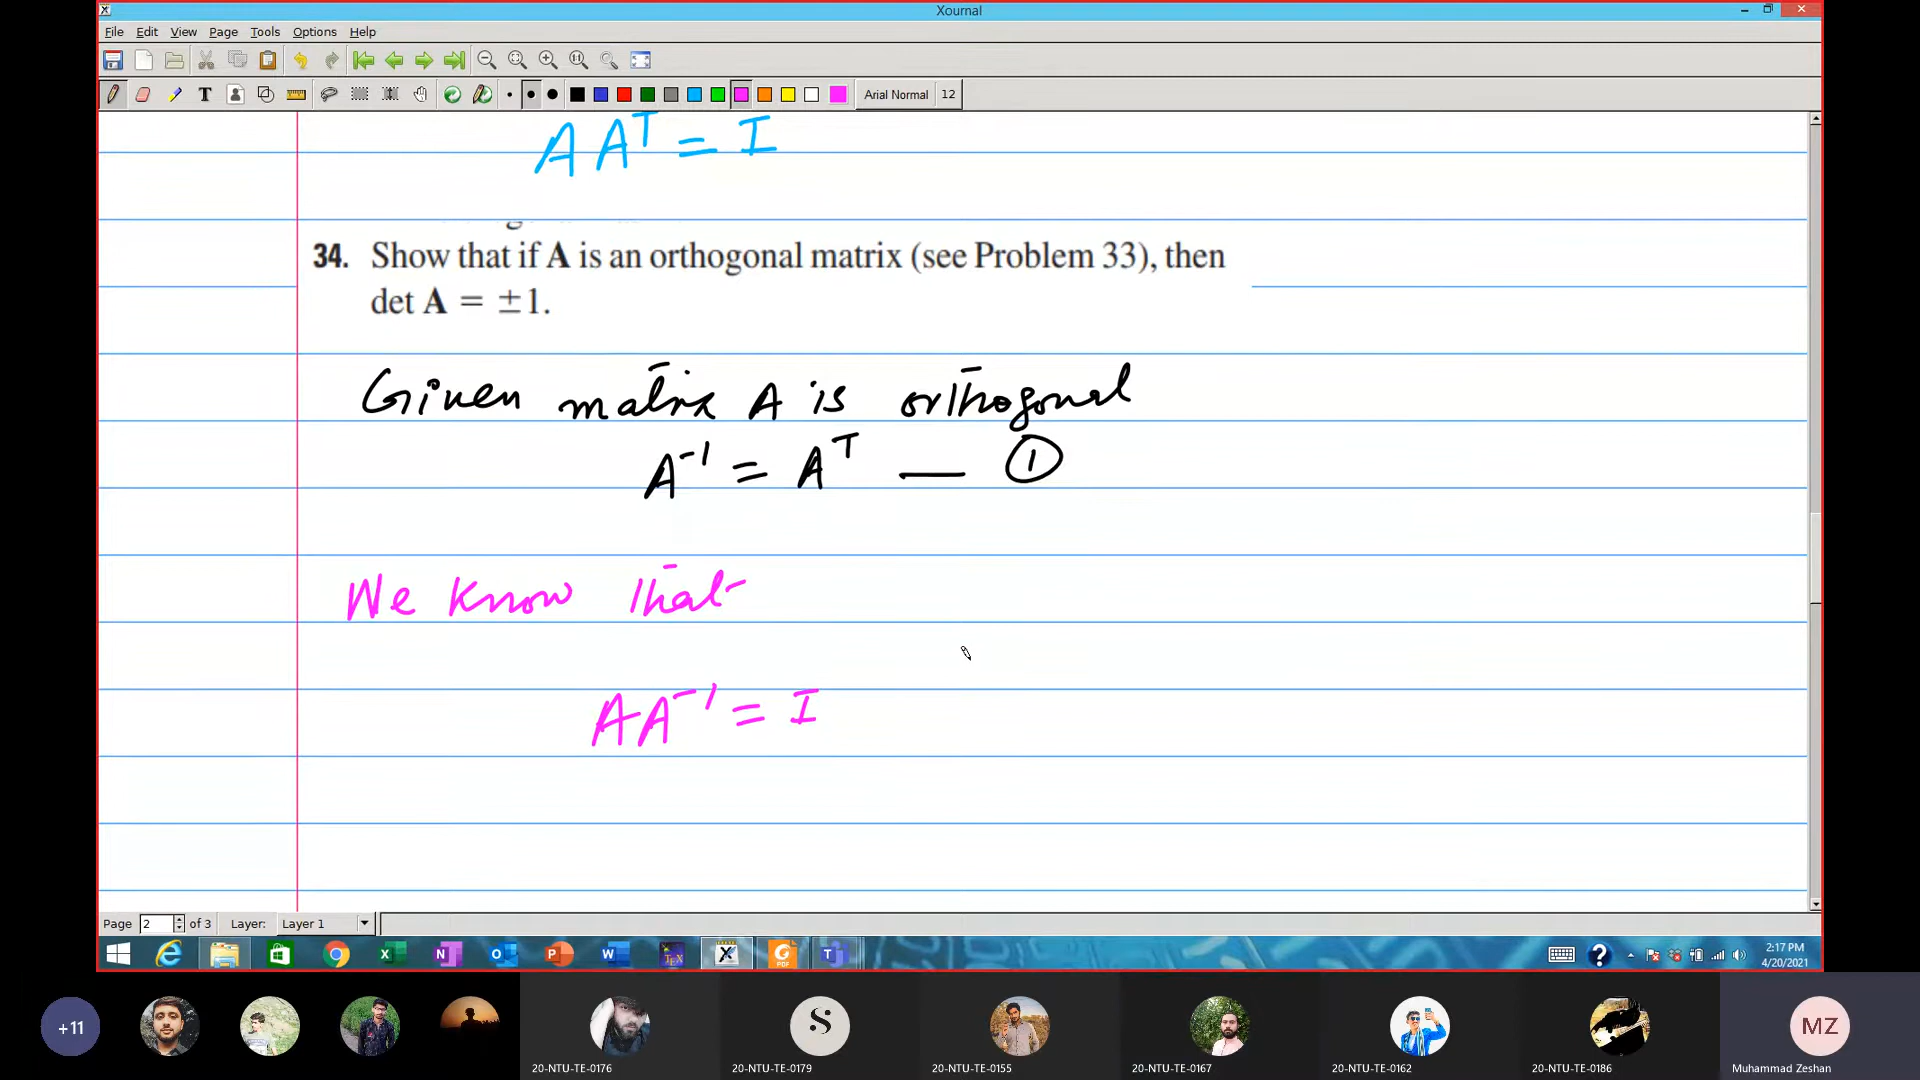 Xournal
File Edit View Page Tools Options Help
Arial Normal 12
A Aᵀ = I
34. Show that if A is an orthogonal matrix (see Problem 33), then
det A = ±1.
Given matrix A is orthogonal
A⁻¹ = Aᵀ — ①
We know that
AA⁻¹ = I
Page 2 of 3 Layer: Layer 1
2:17 PM
4/20/2021
+11
S
MZ
20-NTU-TE-0176 20-NTU-TE-0179 20-NTU-TE-0155 20-NTU-TE-0167 20-NTU-TE-0162 20-NTU-TE-0186 Muhammad Zeshan